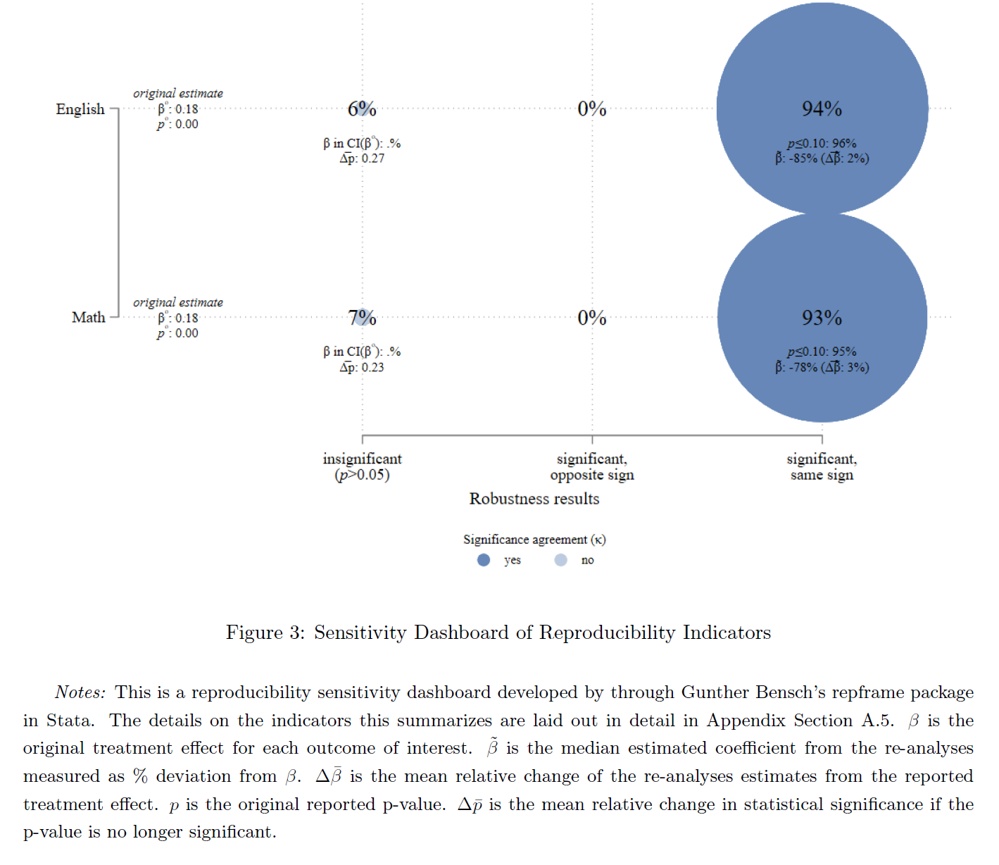 original estimate
English
β°: 0.18
p°: 0.00
6%
0%
94%
β in CI(β°): .%
Δp̅: 0.27
p≤0.10: 96%
β̃: -85% (Δβ̃̅: 2%)
original estimate
Math
β°: 0.18
p°: 0.00
7%
0%
93%
β in CI(β°): .%
Δp̅: 0.23
p≤0.10: 95%
β̃: -78% (Δβ̃̅: 3%)
insignificant
(p>0.05)
significant,
opposite sign
significant,
same sign
Robustness results
Significance agreement (κ)
yes no
Figure 3: Sensitivity Dashboard of Reproducibility Indicators
Notes: This is a reproducibility sensitivity dashboard developed by through Gunther Bensch's repframe package
in Stata. The details on the indicators this summarizes are laid out in detail in Appendix Section A.5. β is the
original treatment effect for each outcome of interest. β̃ is the median estimated coefficient from the re-analyses
measured as % deviation from β. Δβ̄ is the mean relative change of the re-analyses estimates from the reported
treatment effect. p is the original reported p-value. Δp̄ is the mean relative change in statistical significance if the
p-value is no longer significant.